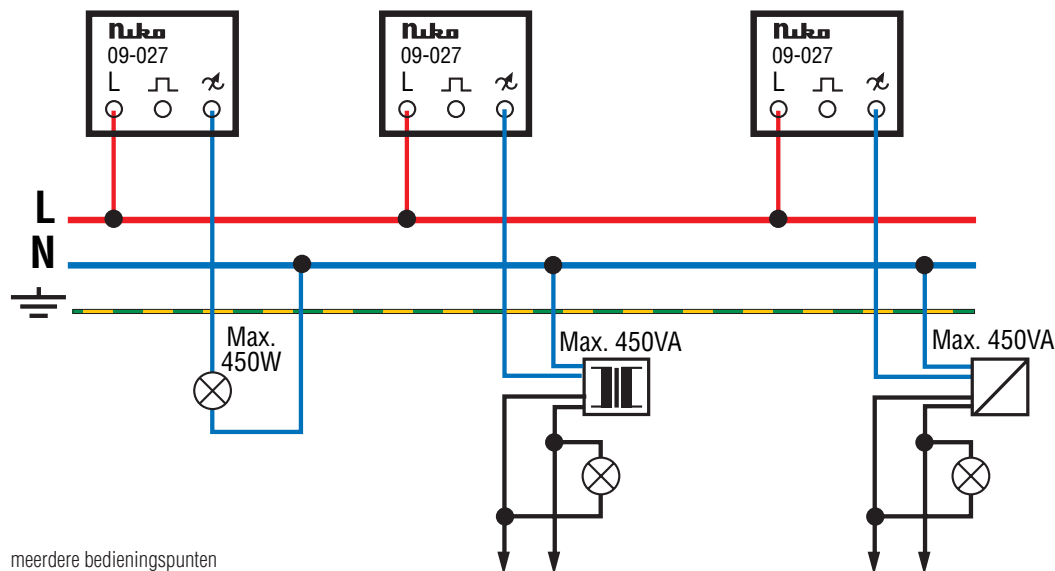 niko niko niko
09-027 09-027 09-027
L L L
L
N
Max. 450W
Max. 450VA
Max. 450VA
meerdere bedieningspunten